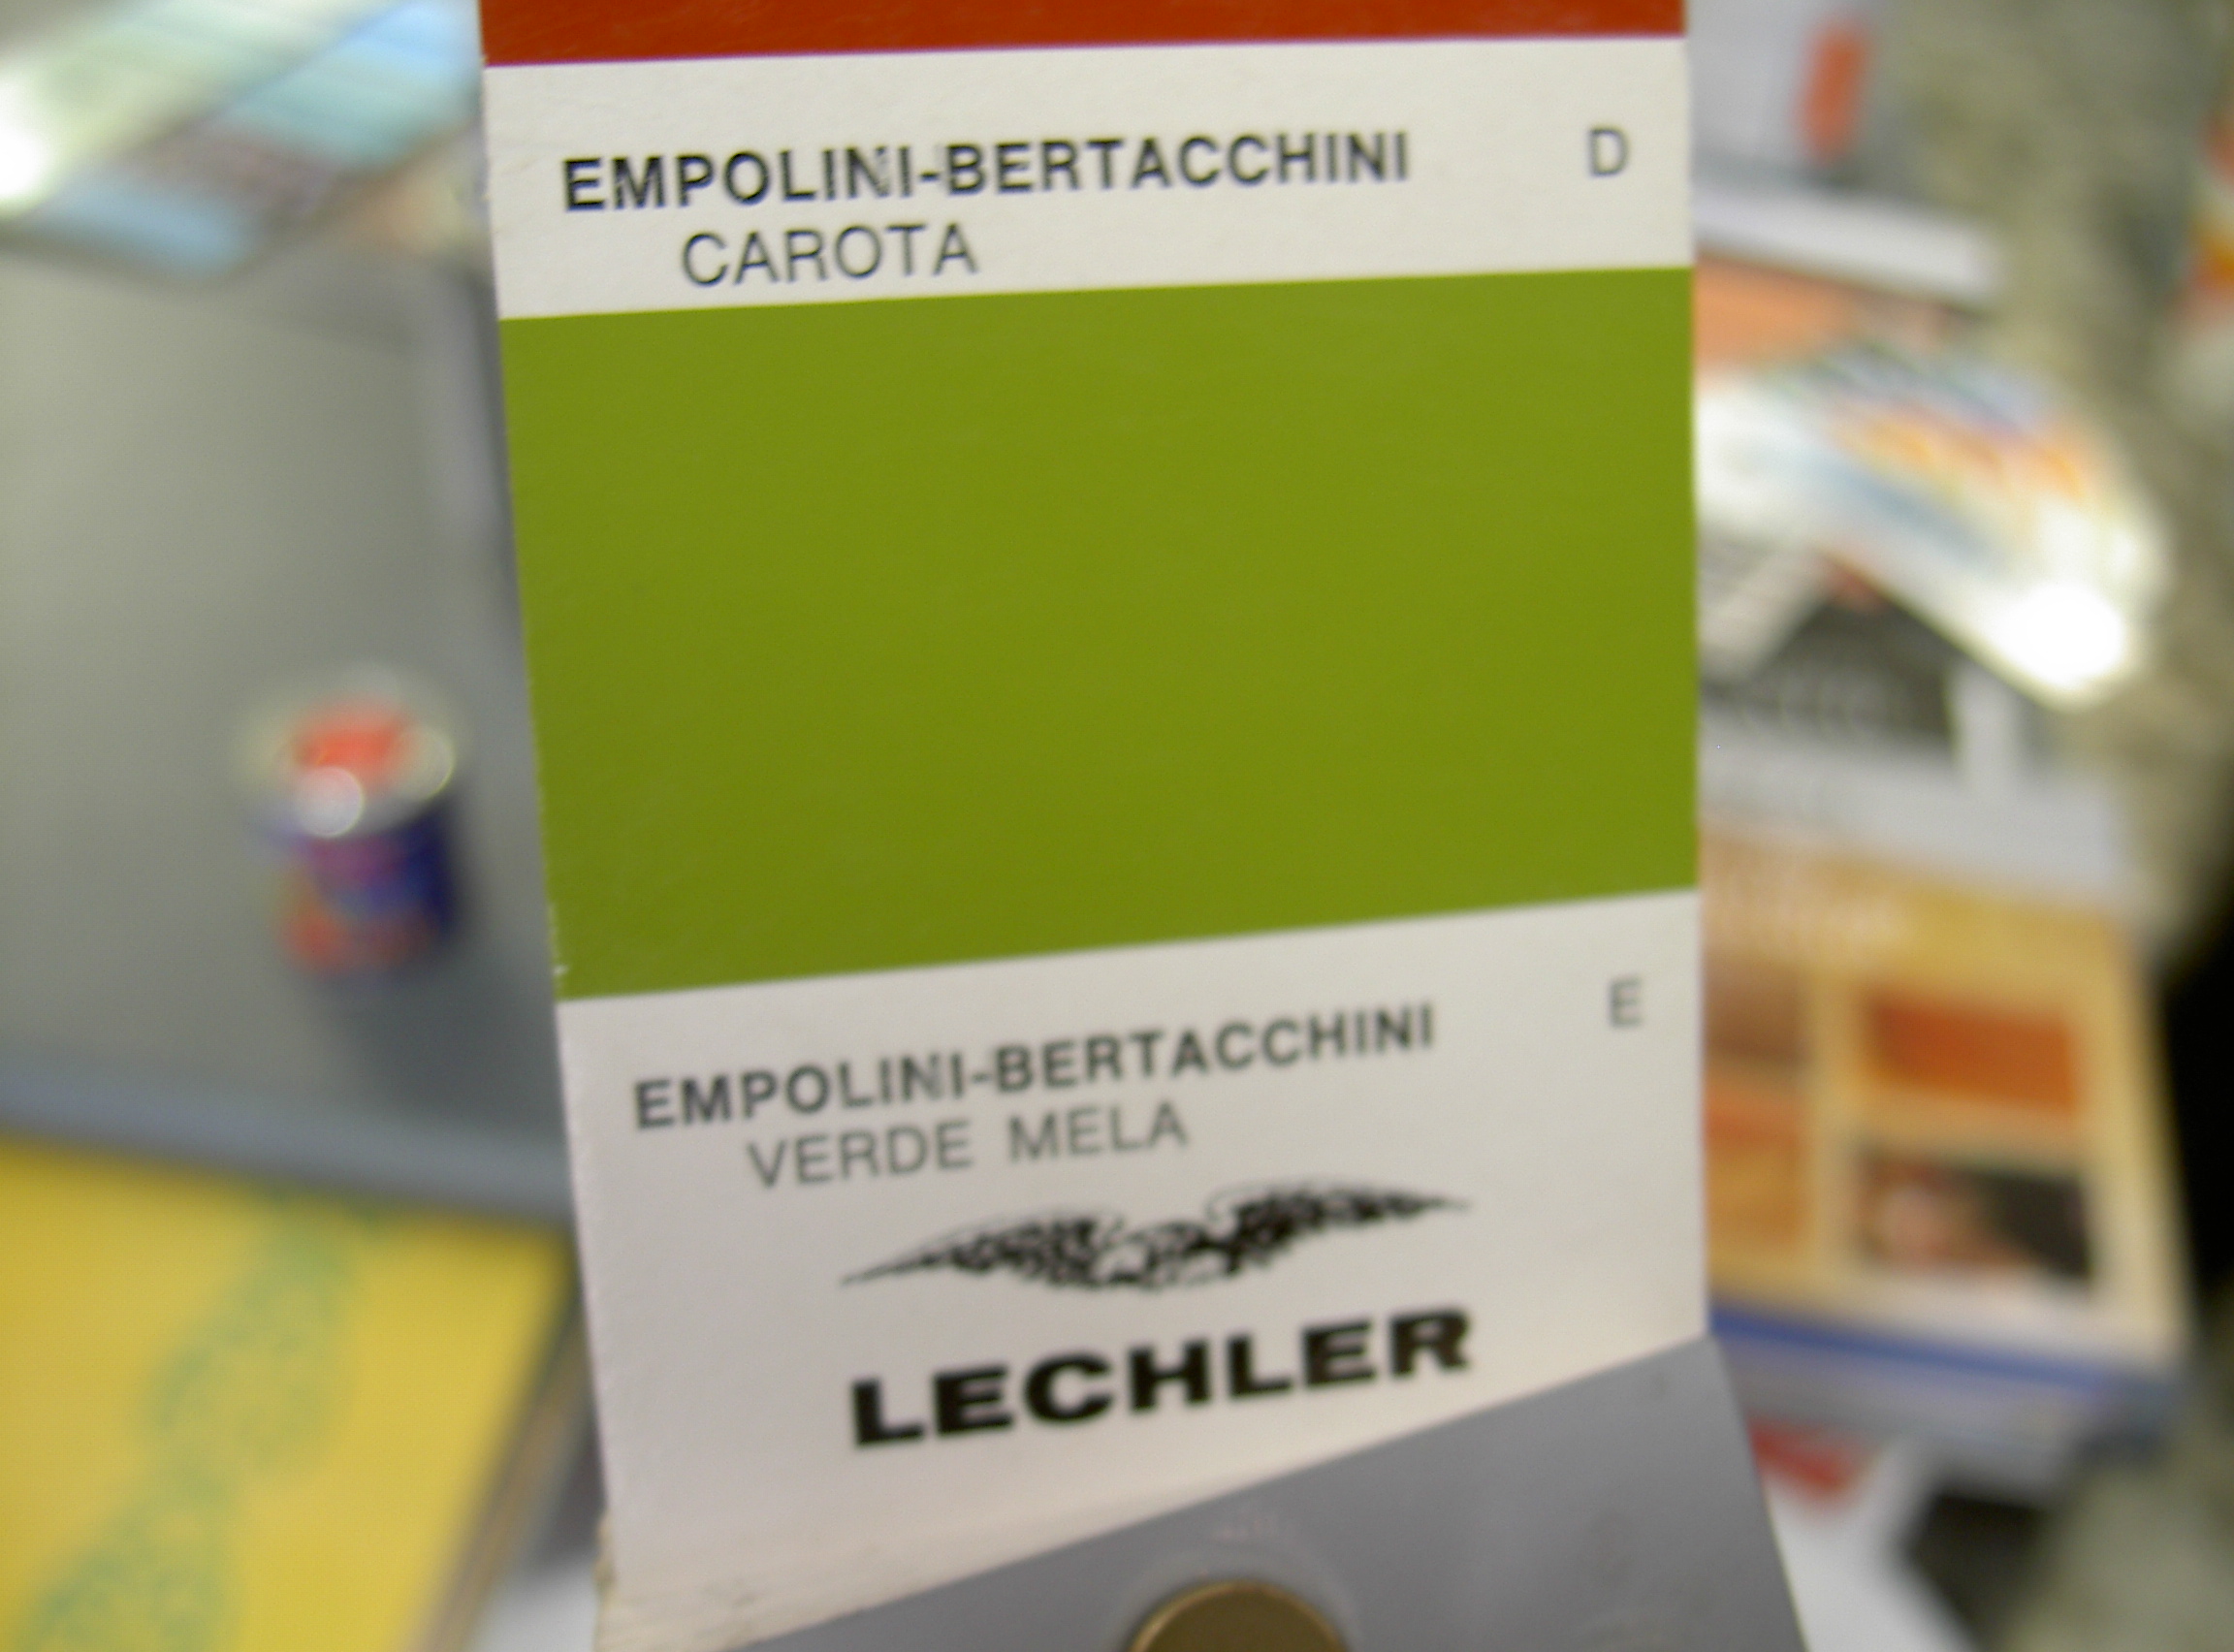 EMPOLINI-BERTACCHINI D
CAROTA
EMPOLINI-BERTACCHINI E
VERDE MELA
LECHLER